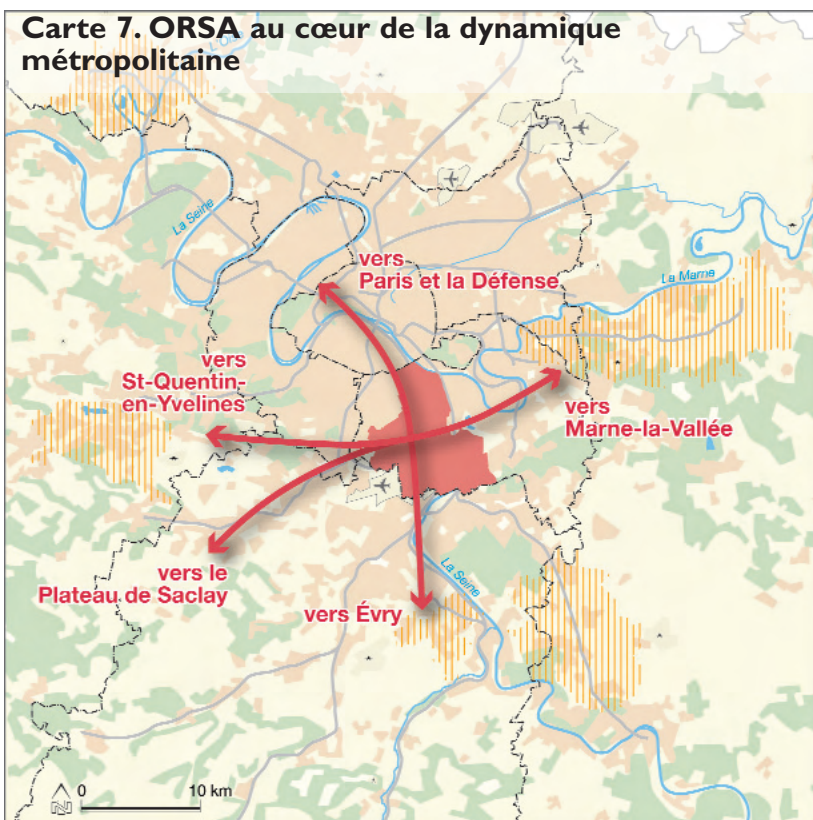 Carte 7. ORSA au cœur de la dynamique
métropolitaine
La Seine
vers
Paris et la Défense
La Marne
vers
St-Quentin-
en-Yvelines
vers
Marne-la-Vallée
vers le
Plateau de Saclay
vers Évry
La Seine
N
0
10 km